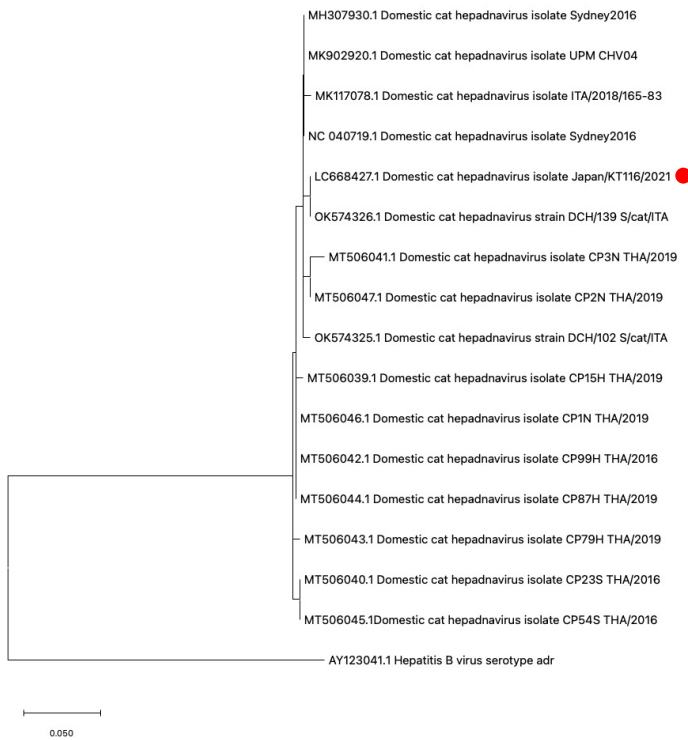 MH307930.1 Domestic cat hepadnavirus isolate Sydney2016
MK902920.1 Domestic cat hepadnavirus isolate UPM CHV04
MK117078.1 Domestic cat hepadnavirus isolate ITA/2018/165-83
NC 040719.1 Domestic cat hepadnavirus isolate Sydney2016
LC668427.1 Domestic cat hepadnavirus isolate Japan/KT116/2021
OK574326.1 Domestic cat hepadnavirus strain DCH/139 S/cat/ITA
MT506041.1 Domestic cat hepadnavirus isolate CP3N THA/2019
MT506047.1 Domestic cat hepadnavirus isolate CP2N THA/2019
OK574325.1 Domestic cat hepadnavirus strain DCH/102 S/cat/ITA
MT506039.1 Domestic cat hepadnavirus isolate CP15H THA/2019
MT506046.1 Domestic cat hepadnavirus isolate CP1N THA/2019
MT506042.1 Domestic cat hepadnavirus isolate CP99H THA/2016
MT506044.1 Domestic cat hepadnavirus isolate CP87H THA/2019
MT506043.1 Domestic cat hepadnavirus isolate CP79H THA/2019
MT506040.1 Domestic cat hepadnavirus isolate CP23S THA/2016
MT506045.1Domestic cat hepadnavirus isolate CP54S THA/2016
AY123041.1 Hepatitis B virus serotype adr
0.050